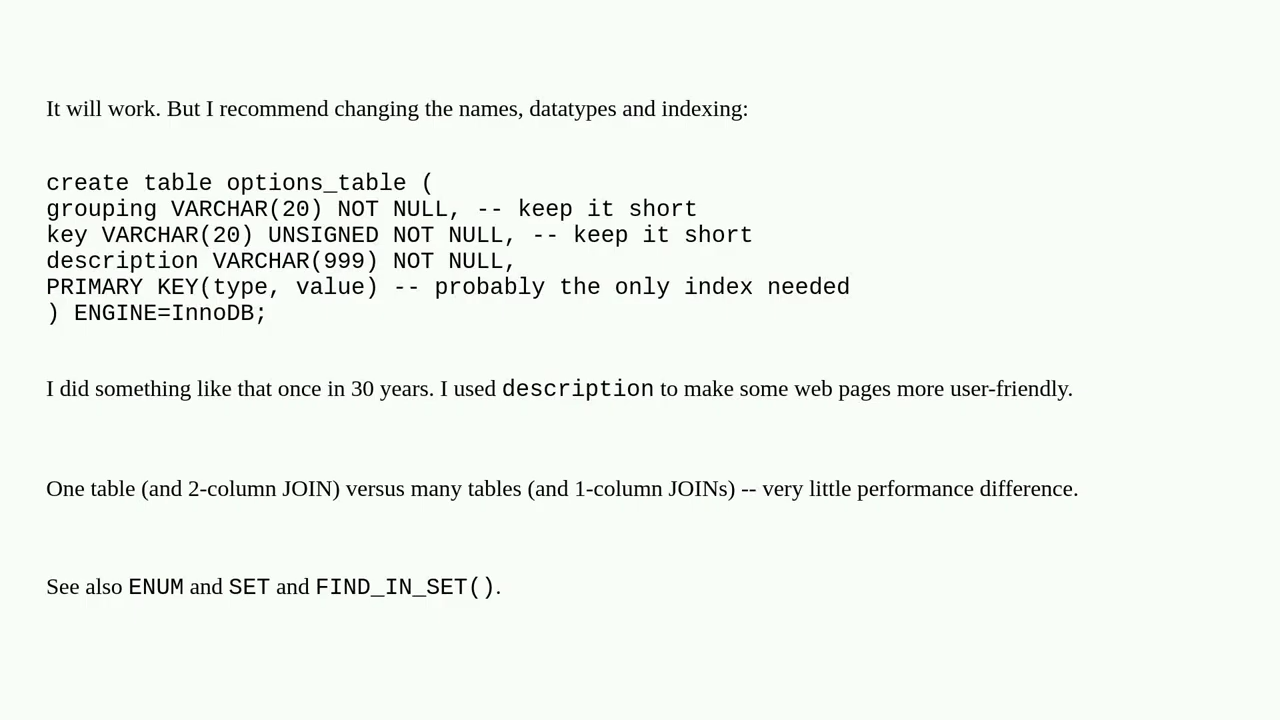 It will work. But I recommend changing the names, datatypes and indexing:
create table options_table (
grouping VARCHAR(20) NOT NULL, -- keep it short
key VARCHAR(20) UNSIGNED NOT NULL, -- keep it short
description VARCHAR(999) NOT NULL,
PRIMARY KEY(type, value) -- probably the only index needed
) ENGINE=InnoDB;
I did something like that once in 30 years. I used description to make some web pages more user-friendly.
One table (and 2-column JOIN) versus many tables (and 1-column JOINs) -- very little performance difference.
See also ENUM and SET and FIND_IN_SET().